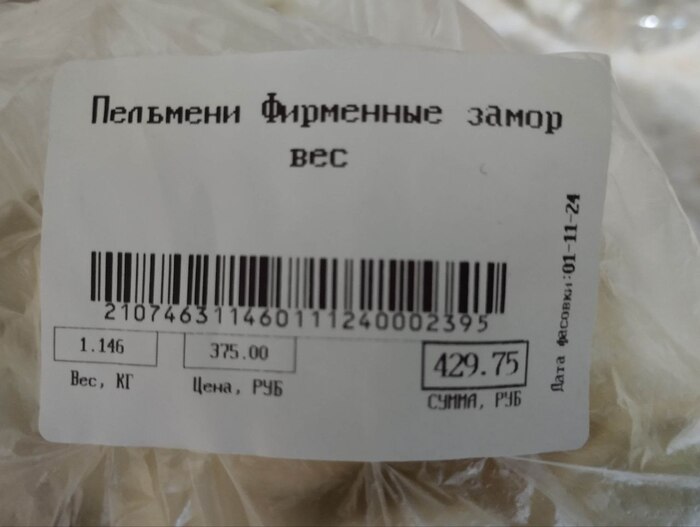 Пельмени Фирменные замор
вес
210746311460111240002395
1.146
375.00
429.75
Вес, КГ
Цена, РУБ
СУММА, РУБ
Дата фасовки:01-11-24